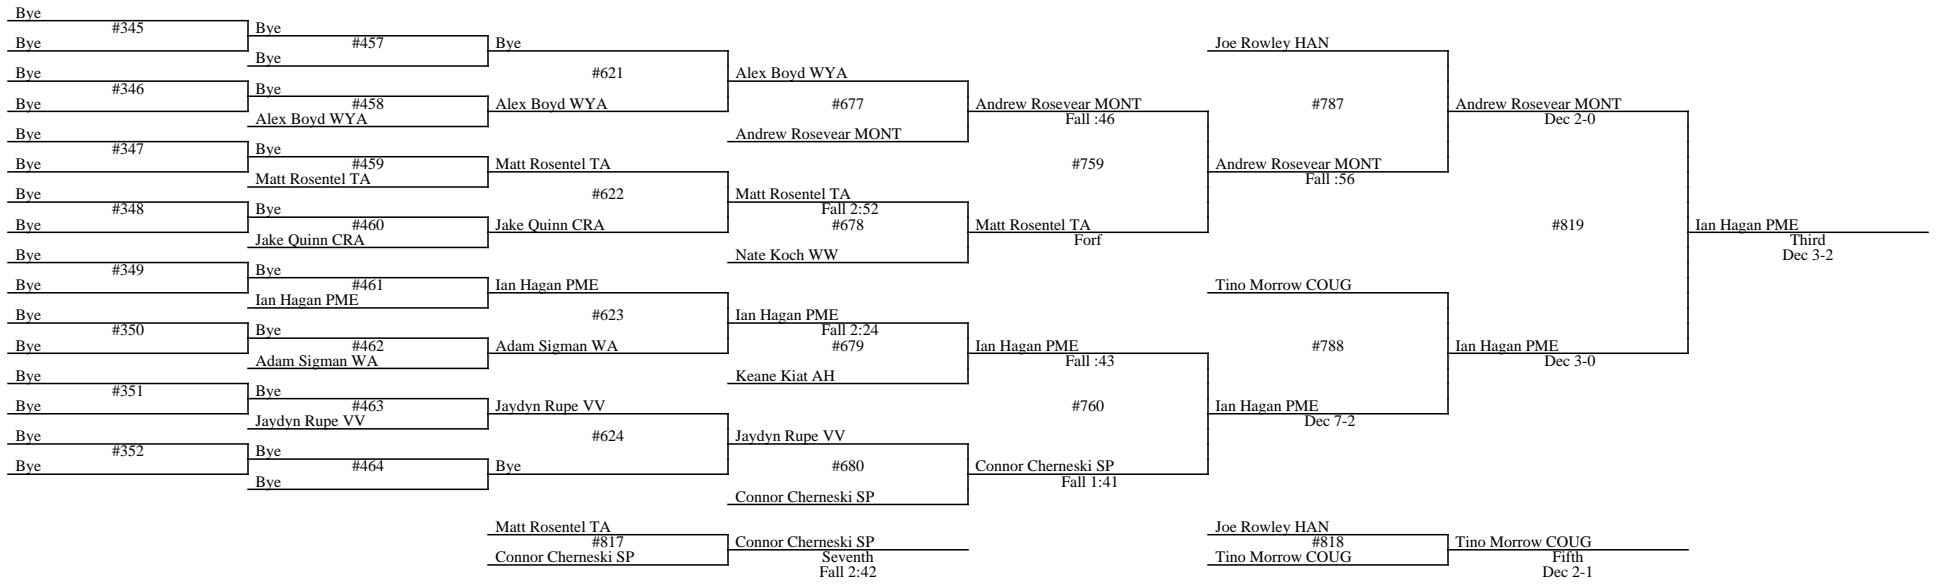 Bye
#345
Bye
Bye
#346
Bye
Bye
#347
Bye
Bye
#348
Bye
Bye
#349
Bye
Bye
#350
Bye
Bye
#351
Bye
Bye
#352
Bye
Bye
#457
Bye
Bye
#458
Alex Boyd WYA
Bye
#459
Matt Rosentel TA
Bye
#460
Jake Quinn CRA
Bye
#461
Ian Hagan PME
Bye
#462
Adam Sigman WA
Bye
#463
Jaydyn Rupe VV
Bye
#464
Bye
Bye
#621
Alex Boyd WYA
Matt Rosentel TA
#622
Jake Quinn CRA
Ian Hagan PME
#623
Adam Sigman WA
Jaydyn Rupe VV
#624
Bye
Alex Boyd WYA
#677
Andrew Rosevear MONT
Matt Rosentel TA
Fall 2:52
#678
Nate Koch WW
Ian Hagan PME
Fall 2:24
#679
Keane Kiat AH
Jaydyn Rupe VV
#680
Connor Cherneski SP
Andrew Rosevear MONT
Fall :46
#759
Matt Rosentel TA
Forf
Ian Hagan PME
Fall :43
#760
Connor Cherneski SP
Fall 1:41
Joe Rowley HAN
#787
Andrew Rosevear MONT
Fall :56
Tino Morrow COUG
#788
Ian Hagan PME
Dec 7-2
Andrew Rosevear MONT
Dec 2-0
#819
Ian Hagan PME
Dec 3-0
Ian Hagan PME
Third
Dec 3-2
Matt Rosentel TA
#817
Connor Cherneski SP
Connor Cherneski SP
Seventh
Fall 2:42
Joe Rowley HAN
#818
Tino Morrow COUG
Tino Morrow COUG
Fifth
Dec 2-1